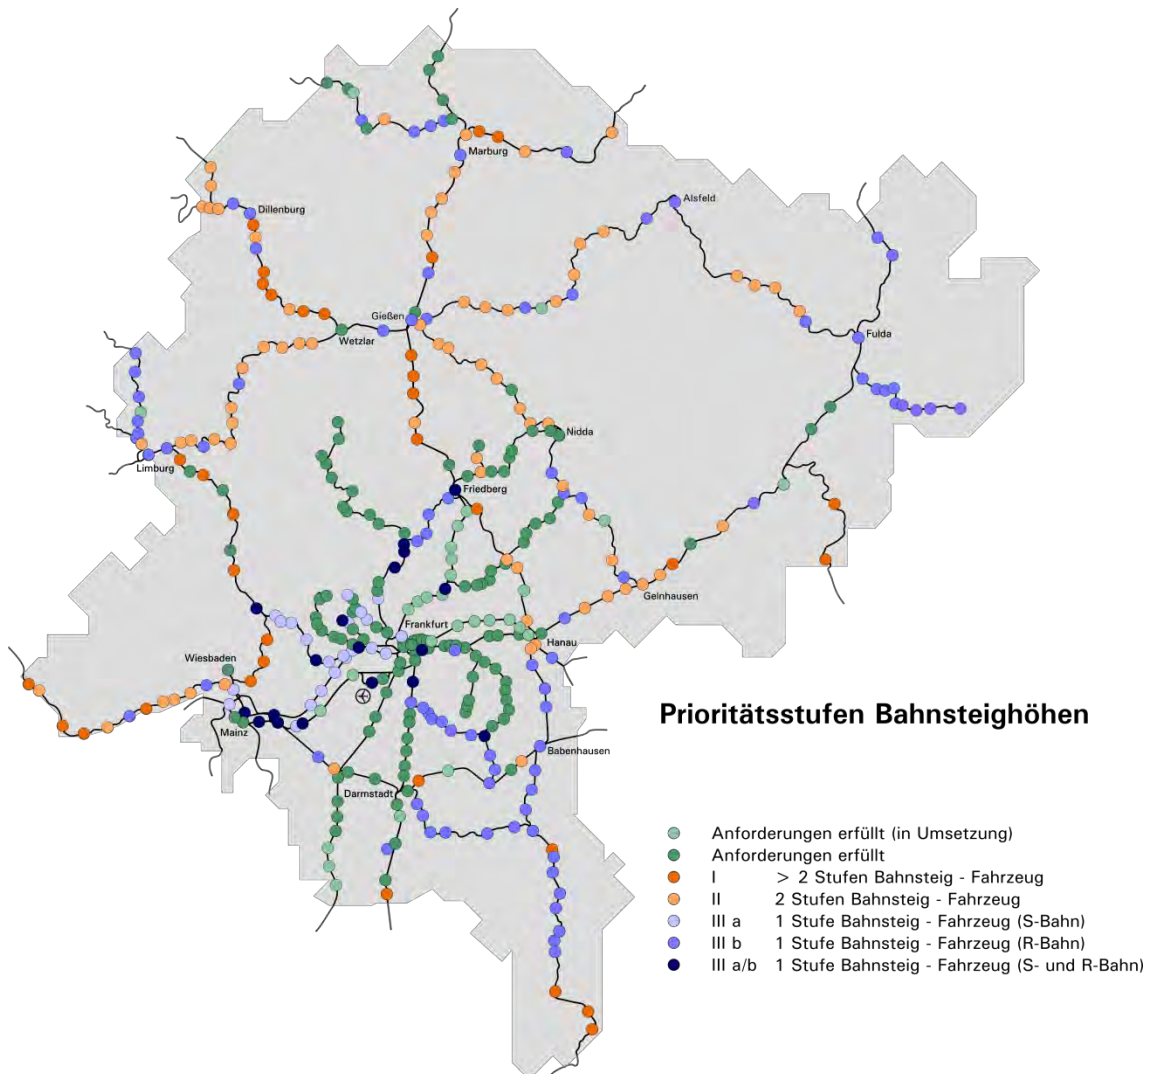 Marburg
Alsfeld
Dillenburg
Gießen
Wetzlar
Fulda
Nidda
Limburg
Friedberg
Gelnhausen
Frankfurt
Hanau
Wiesbaden
Mainz
Prioritätsstufen Bahnsteighöhen
Babenhausen
Darmstadt
Anforderungen erfüllt (in Umsetzung)
Anforderungen erfüllt
I > 2 Stufen Bahnsteig - Fahrzeug
II 2 Stufen Bahnsteig - Fahrzeug
III a 1 Stufe Bahnsteig - Fahrzeug (S-Bahn)
III b 1 Stufe Bahnsteig - Fahrzeug (R-Bahn)
III a/b 1 Stufe Bahnsteig - Fahrzeug (S- und R-Bahn)